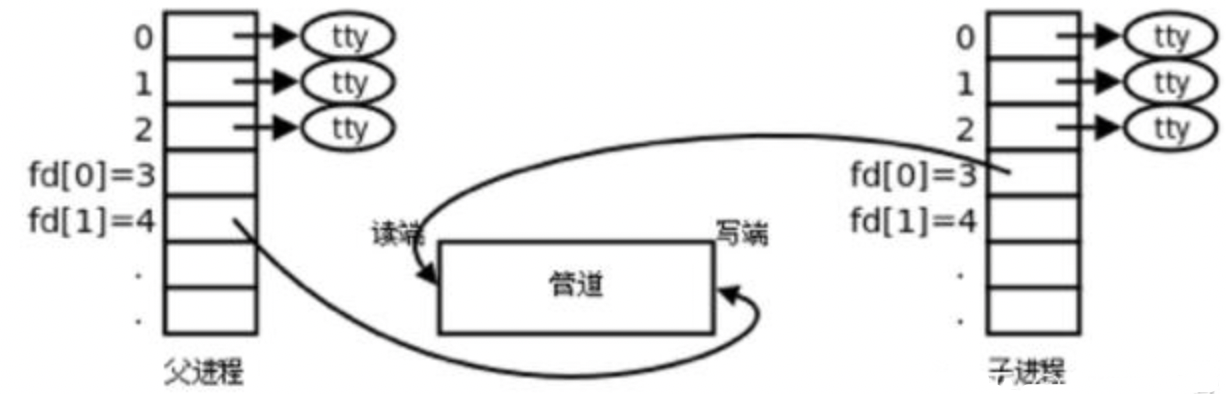 0 tty 0 tty
1 tty 1 tty
2 tty 2 tty
fd[0]=3 fd[0]=3
fd[1]=4 读端 写端 fd[1]=4
. 管道 .
. .
父进程 子进程